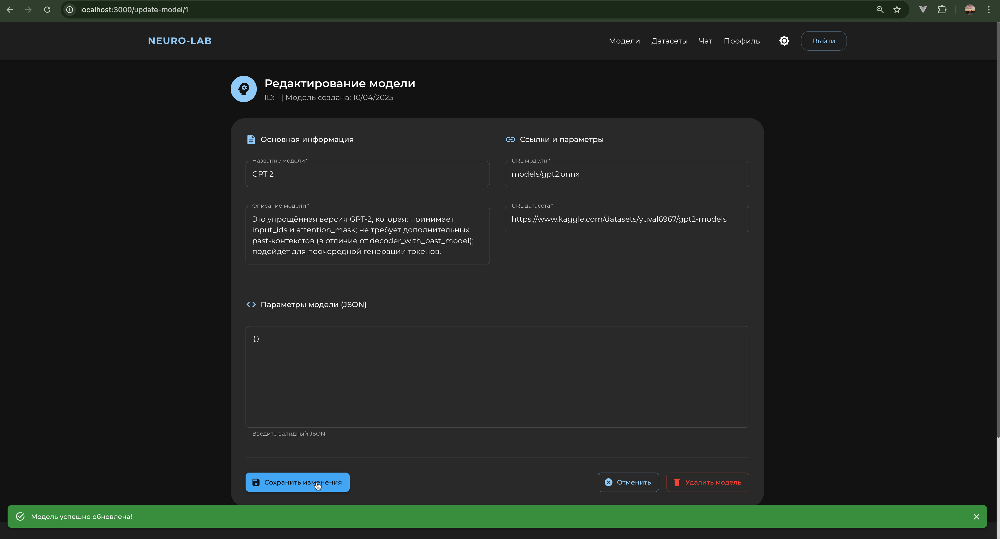 localhost:3000/update-model/1
NEURO-LAB
Модели
Датасеты
Чат
Профиль
Выйти
Редактирование модели
ID: 1 | Модель создана: 10/04/2025
Основная информация
Название модели*
GPT 2
Описание модели*
Это упрощённая версия GPT-2, которая: принимает
input_ids и attention_mask; не требует дополнительных
past-контекстов (в отличие от decoder_with_past_model);
подойдёт для поочередной генерации токенов.
Ссылки и параметры
URL модели*
models/gpt2.onnx
URL датасета*
https://www.kaggle.com/datasets/yuval6967/gpt2-models
Параметры модели (JSON)
{}
Введите валидный JSON
Сохранить изменения
Отменить
Удалить модель
Модель успешно обновлена!